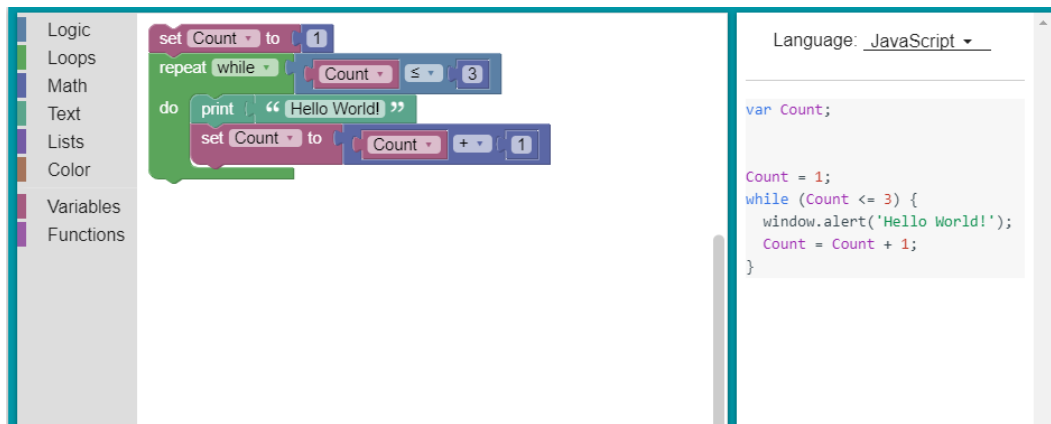 Logic
Loops
Math
Text
Lists
Color
Variables
Functions
set Count to 1
repeat while Count ≤ 3
do print “ Hello World! ”
set Count to Count + 1
Language: JavaScript
var Count;
Count = 1;
while (Count <= 3) {
  window.alert('Hello World!');
  Count = Count + 1;
}